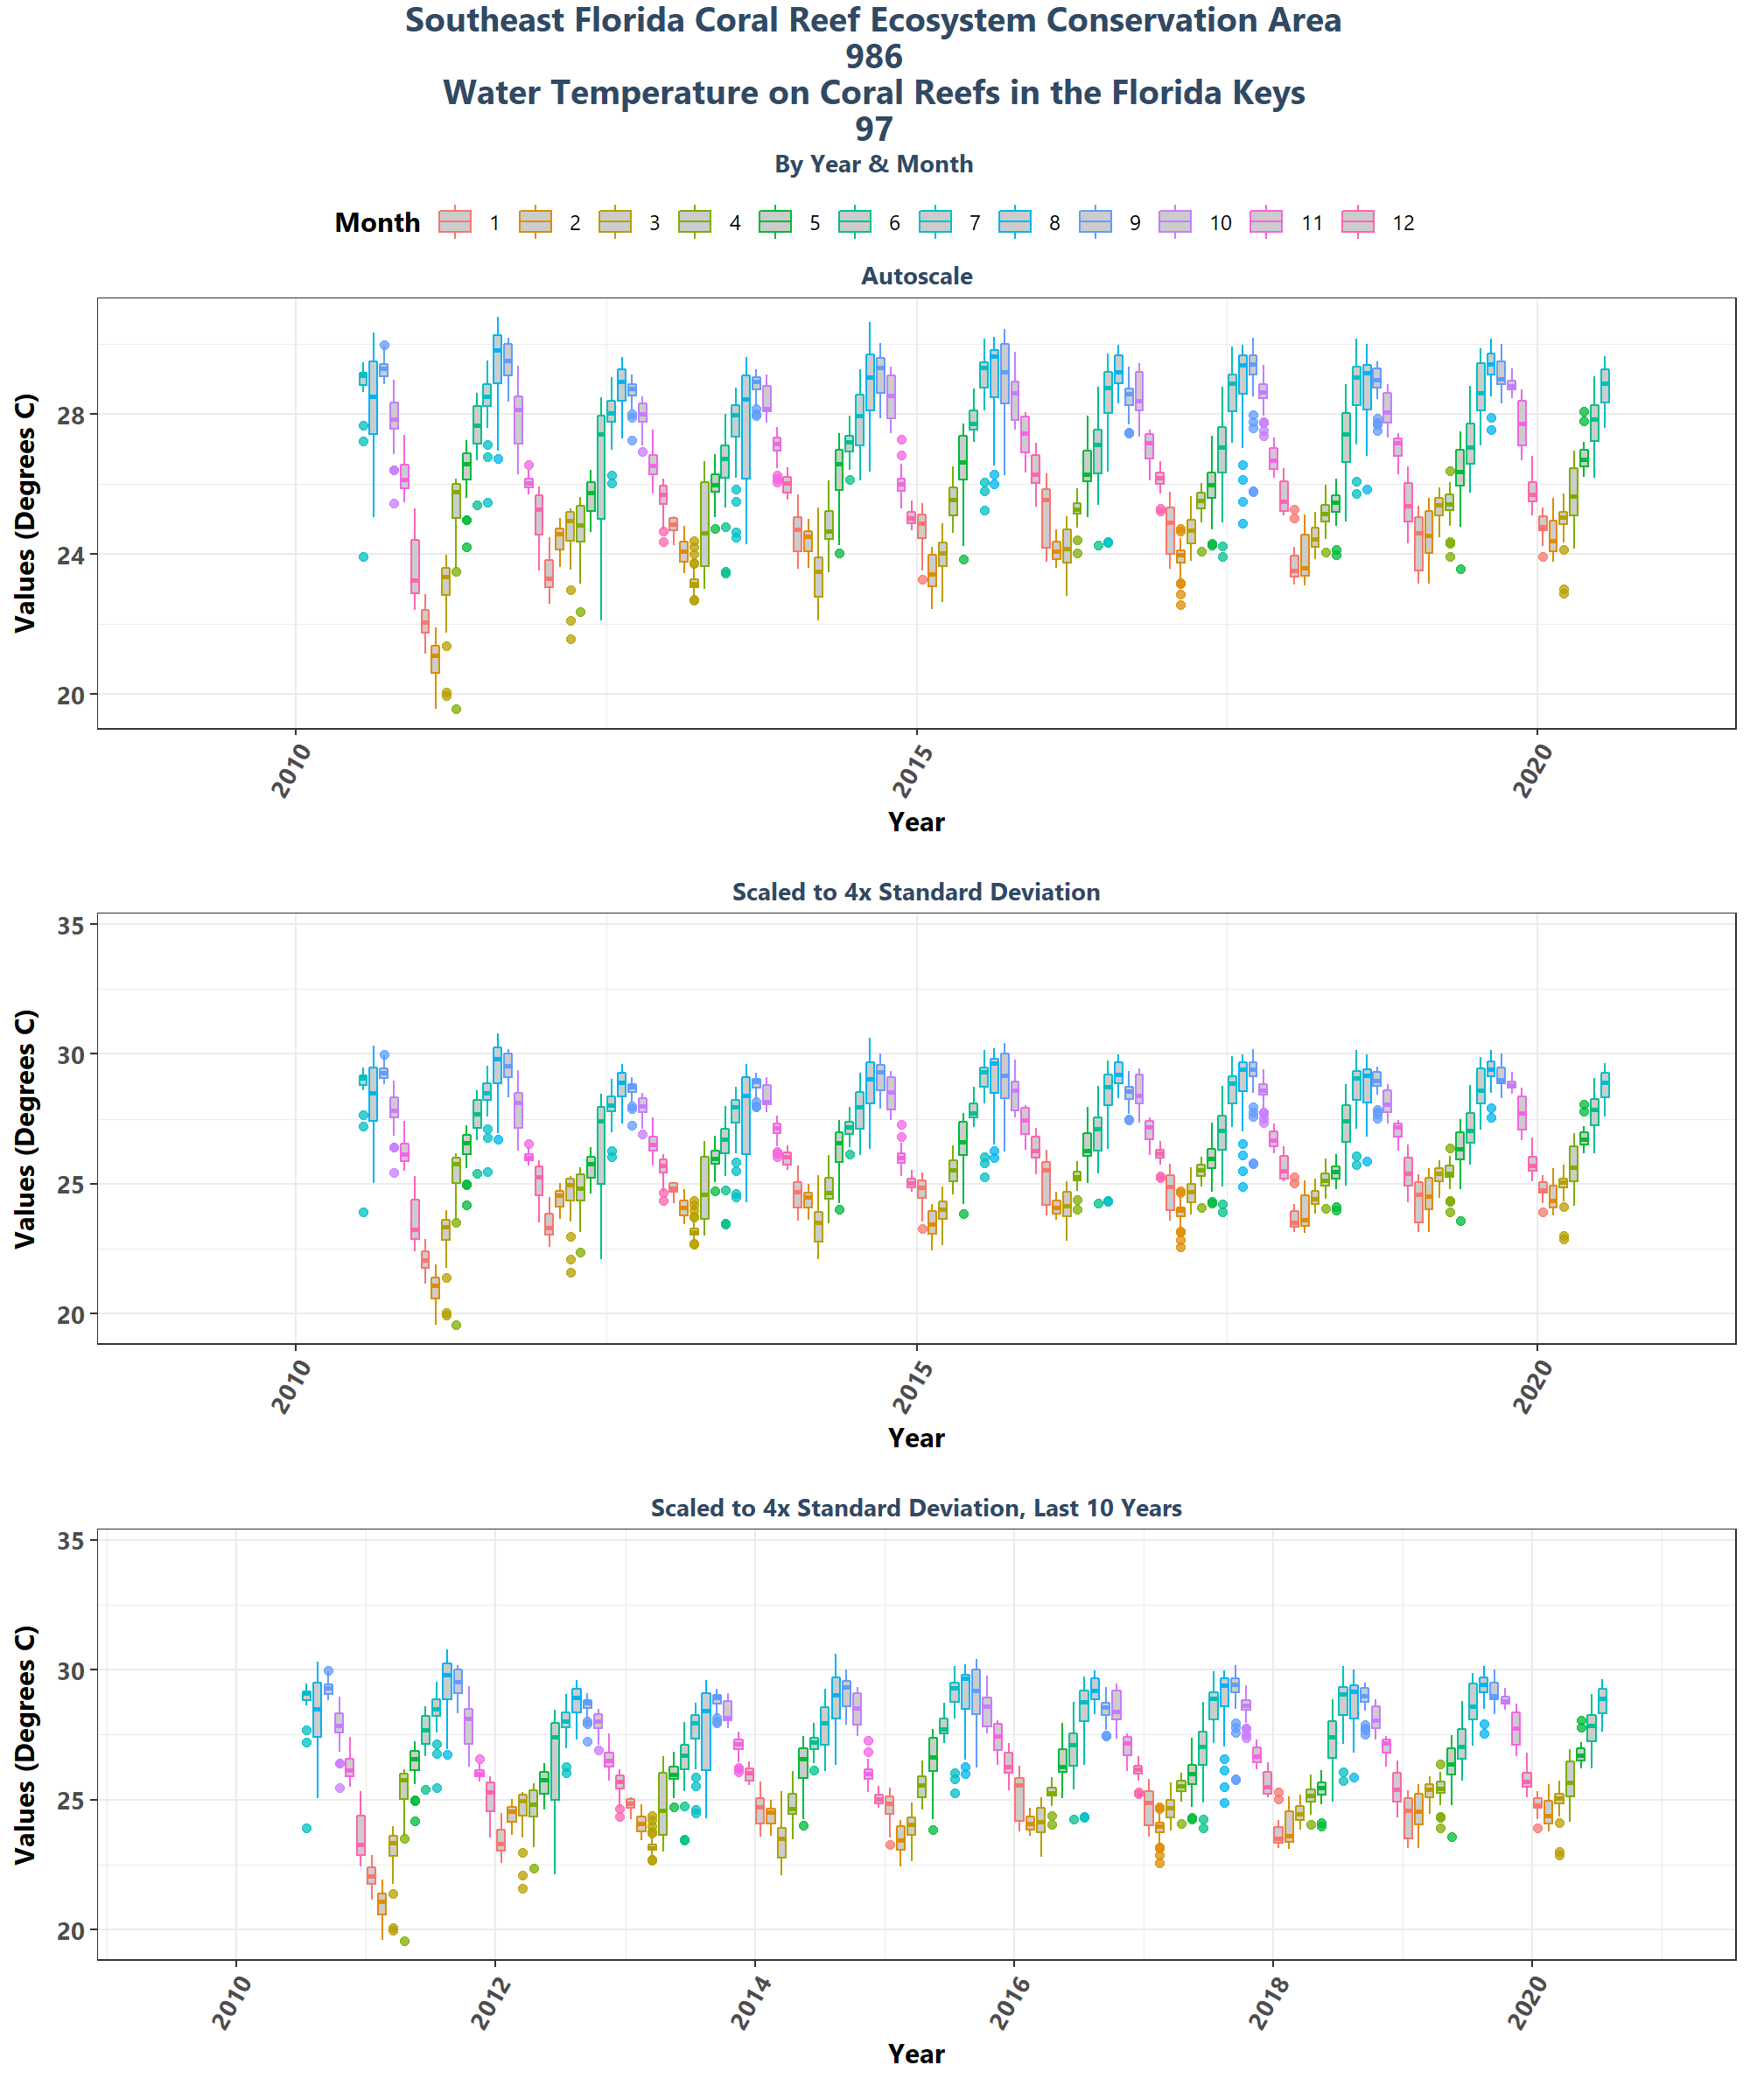 Southeast Florida Coral Reef Ecosystem Conservation Area
986
Water Temperature on Coral Reefs in the Florida Keys
97
By Year & Month
Month 1 2 3 4 5 6 7 8 9 10 11 12
Autoscale
Values (Degrees C)
28
24
20
2010 2015 2020
Year
Scaled to 4x Standard Deviation
Values (Degrees C)
35
30
25
20
2010 2015 2020
Year
Scaled to 4x Standard Deviation, Last 10 Years
Values (Degrees C)
35
30
25
20
2010 2012 2014 2016 2018 2020
Year